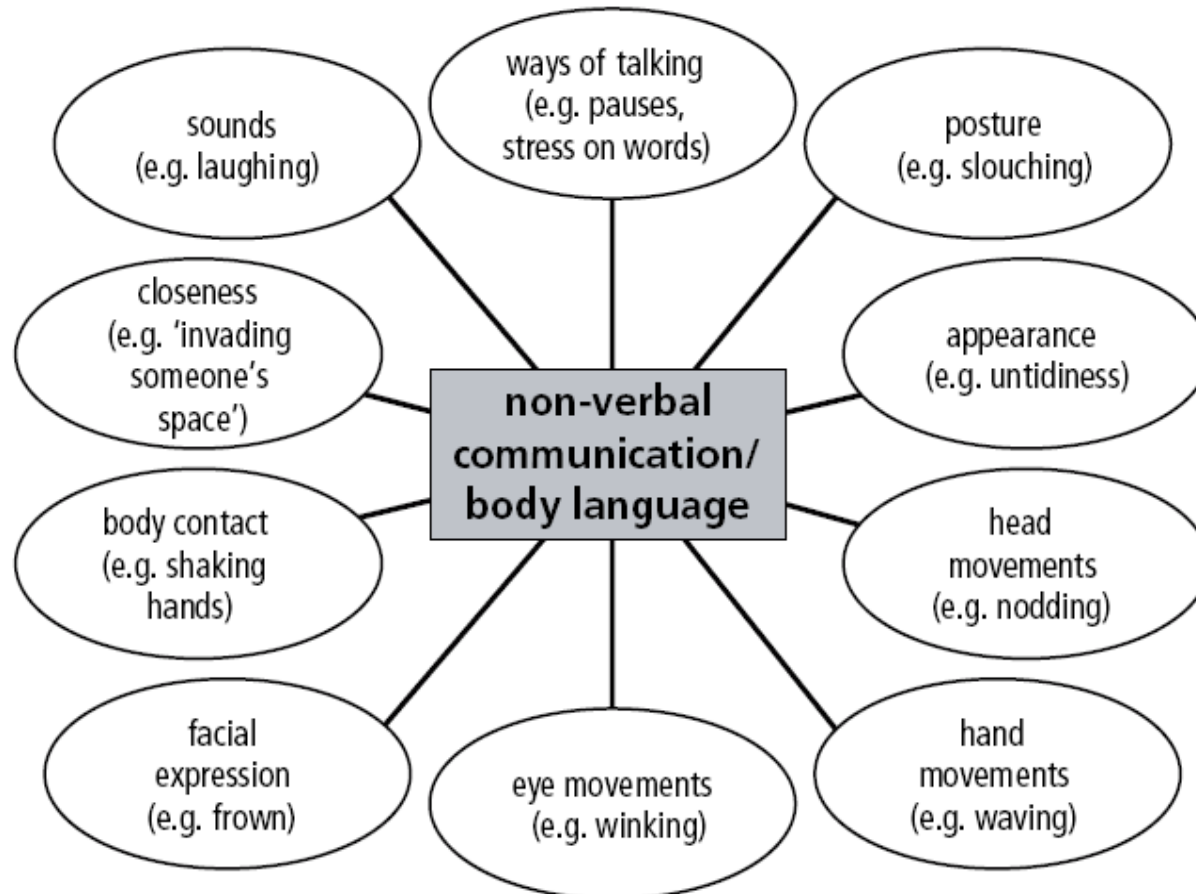 ways of talking
(e.g. pauses,
stress on words)
sounds
(e.g. laughing)
posture
(e.g. slouching)
closeness
(e.g. ‘invading
someone’s
space’)
appearance
(e.g. untidiness)
non-verbal
communication/
body language
body contact
(e.g. shaking
hands)
head
movements
(e.g. nodding)
facial
expression
(e.g. frown)
eye movements
(e.g. winking)
hand
movements
(e.g. waving)